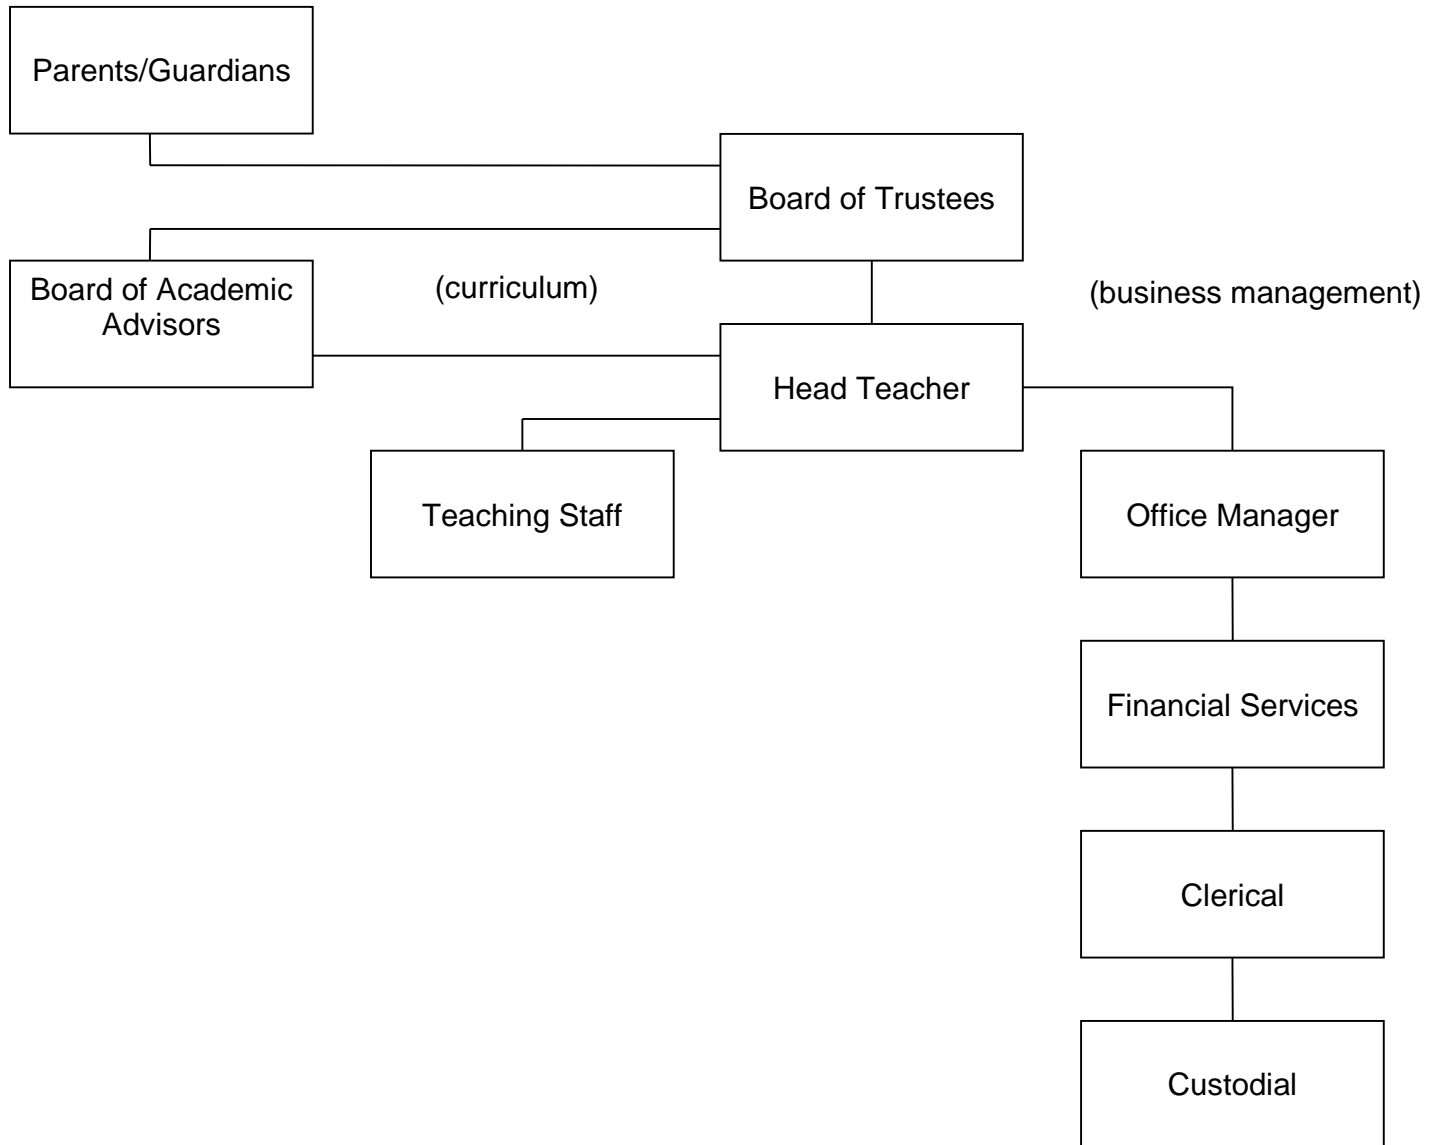 Parents/Guardians
Board of Trustees
Board of Academic
Advisors
(curriculum)
(business management)
Head Teacher
Teaching Staff
Office Manager
Financial Services
Clerical
Custodial